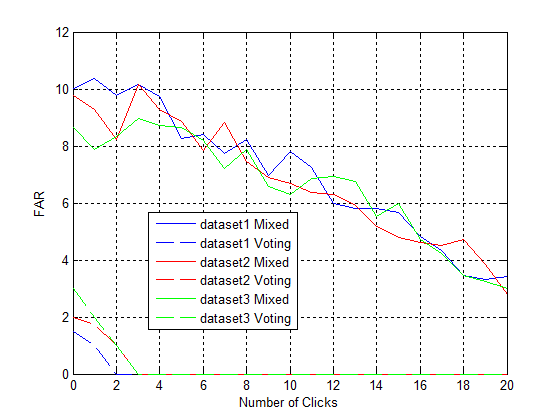 12
10
8
6
4
2
0
FAR
dataset1 Mixed
dataset1 Voting
dataset2 Mixed
dataset2 Voting
dataset3 Mixed
dataset3 Voting
0 2 4 6 8 10 12 14 16 18 20
Number of Clicks